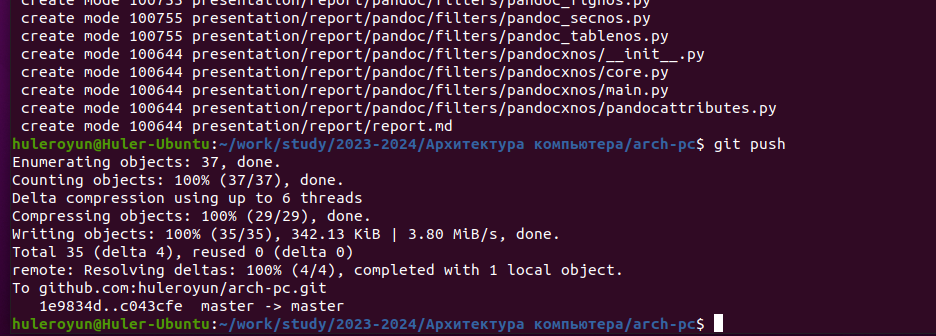 create mode 100755 presentation/report/pandoc/filters/pandoc_fignos.py
create mode 100755 presentation/report/pandoc/filters/pandoc_secnos.py
create mode 100755 presentation/report/pandoc/filters/pandoc_tablenos.py
create mode 100644 presentation/report/pandoc/filters/pandocxnos/__init__.py
create mode 100644 presentation/report/pandoc/filters/pandocxnos/core.py
create mode 100644 presentation/report/pandoc/filters/pandocxnos/main.py
create mode 100644 presentation/report/pandoc/filters/pandocxnos/pandocattributes.py
create mode 100644 presentation/report/report.md
huleroyun@Huler-Ubuntu:~/work/study/2023-2024/Архитектура компьютера/arch-pc$ git push
Enumerating objects: 37, done.
Counting objects: 100% (37/37), done.
Delta compression using up to 6 threads
Compressing objects: 100% (29/29), done.
Writing objects: 100% (35/35), 342.13 KiB | 3.80 MiB/s, done.
Total 35 (delta 4), reused 0 (delta 0)
remote: Resolving deltas: 100% (4/4), completed with 1 local object.
To github.com:huleroyun/arch-pc.git
1e9834d..c043cfe  master -> master
huleroyun@Huler-Ubuntu:~/work/study/2023-2024/Архитектура компьютера/arch-pc$